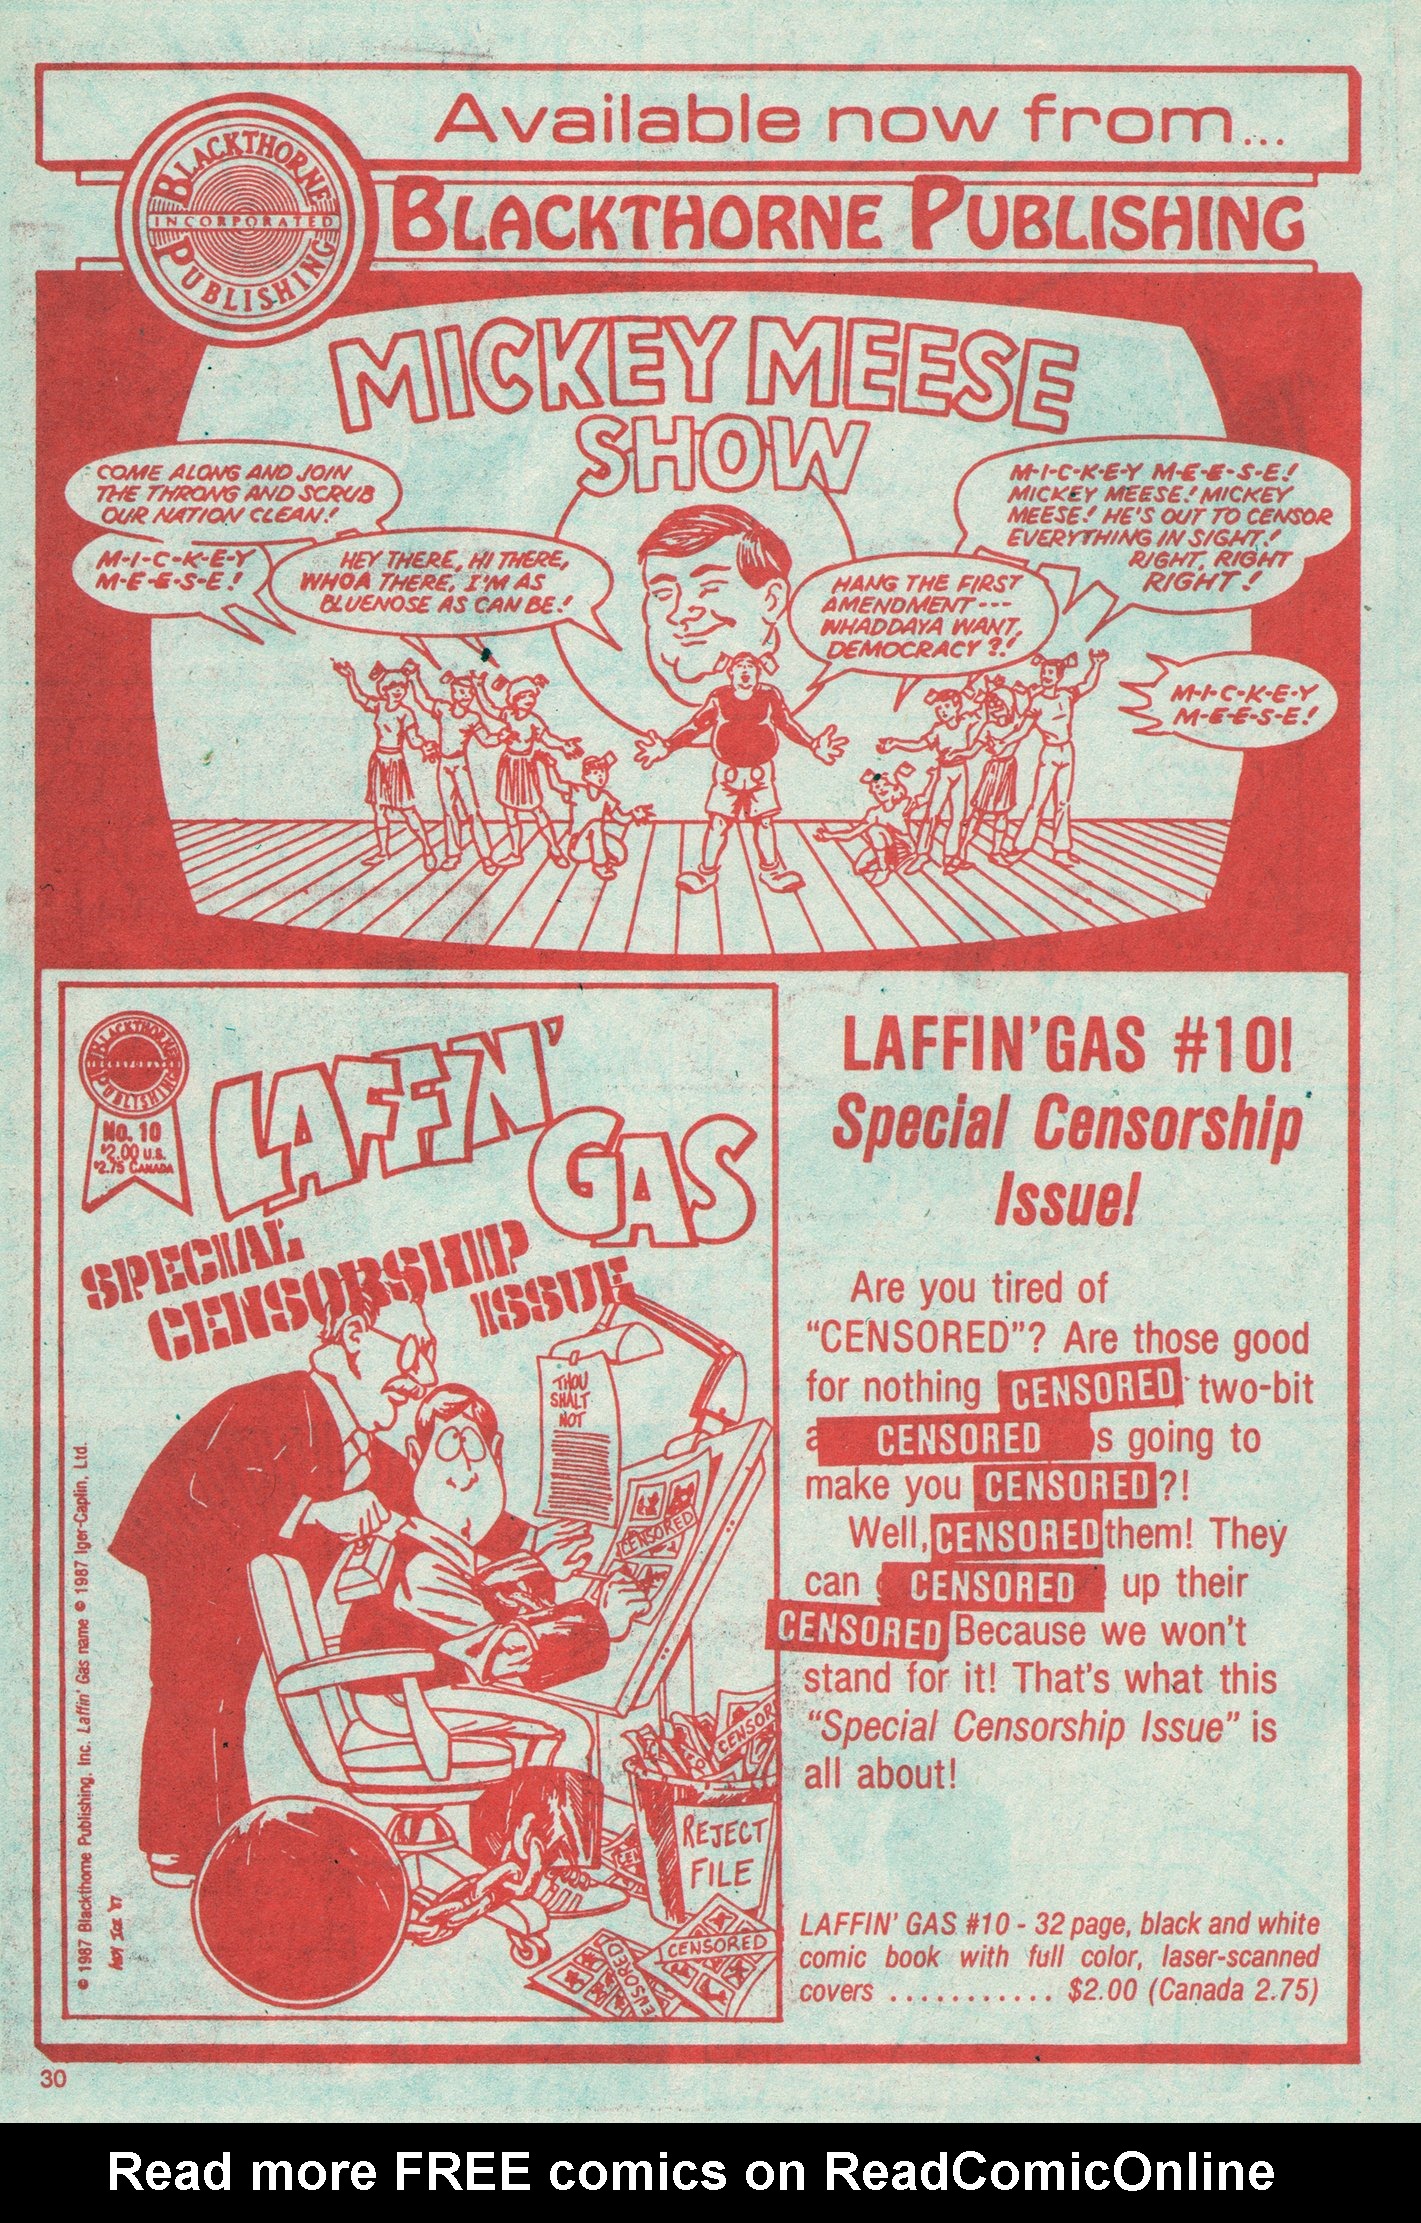 Available now from...
BLACKTHORNE
INCORPORATED
PUBLISHING
BLACKTHORNE PUBLISHING
MICKEY MEESE
SHOW
COME ALONG AND JOIN
THE THRONG AND SCRUB
OUR NATION CLEAN!
M-I-C-K-E-Y
M-E-E-S-E!
HEY THERE, HI THERE,
WHOA THERE, I'M AS
BLUENOSE AS CAN BE!
HANG THE FIRST
AMENDMENT---
WHADDAYA WANT,
DEMOCRACY?!
M-I-C-K-E-Y M-E-E-S-E!
MICKEY MEESE! MICKEY
MEESE! HE'S OUT TO CENSOR
EVERYTHING IN SIGHT!
RIGHT, RIGHT
RIGHT!
M-I-C-K-E-Y
M-E-E-S-E!
BLACKTHORNE
PUBLISHING
No. 10
$2.00 U.S.
$2.75 CANADA
LAFFIN'
GAS
SPECIAL
CENSORSHIP
ISSUE
THOU
SHALT
NOT
CENSORED
CENSOR
REJECT
FILE
CENSORED
CENSORED
CENSORED
© 1987 Blackthorne Publishing, Inc. Laffin' Gas name © 1987 Iger-Caplin, Ltd.
LAFFIN'GAS #10!
Special Censorship
Issue!
Are you tired of
“CENSORED”? Are those good
for nothing CENSORED two-bit
a CENSORED s going to
make you CENSORED?!
Well, CENSORED them! They
can CENSORED up their
CENSORED Because we won't
stand for it! That's what this
“Special Censorship Issue” is
all about!
LAFFIN' GAS #10 - 32 page, black and white
comic book with full color, laser-scanned
covers ........... $2.00 (Canada 2.75)
30
Read more FREE comics on ReadComicOnline